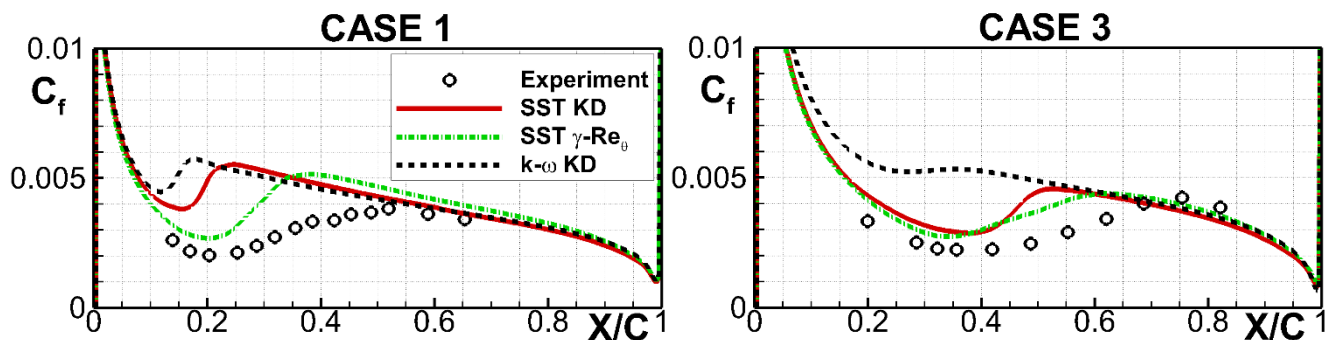 CASE 1
0.01
Cf
0.005
0
0
0.2
0.4
0.6
0.8
X/C
1
Experiment
SST KD
SST γ-Reθ
k-ω KD
CASE 3
0.01
Cf
0.005
0
0
0.2
0.4
0.6
0.8
X/C
1